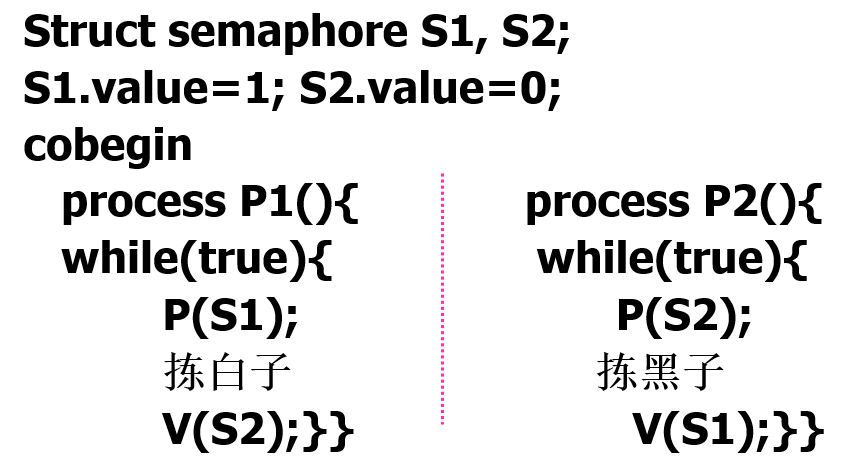 Struct semaphore S1, S2;
S1.value=1; S2.value=0;
cobegin
process P1(){
while(true){
P(S1);
拣白子
V(S2);}}
process P2(){
while(true){
P(S2);
拣黑子
V(S1);}}